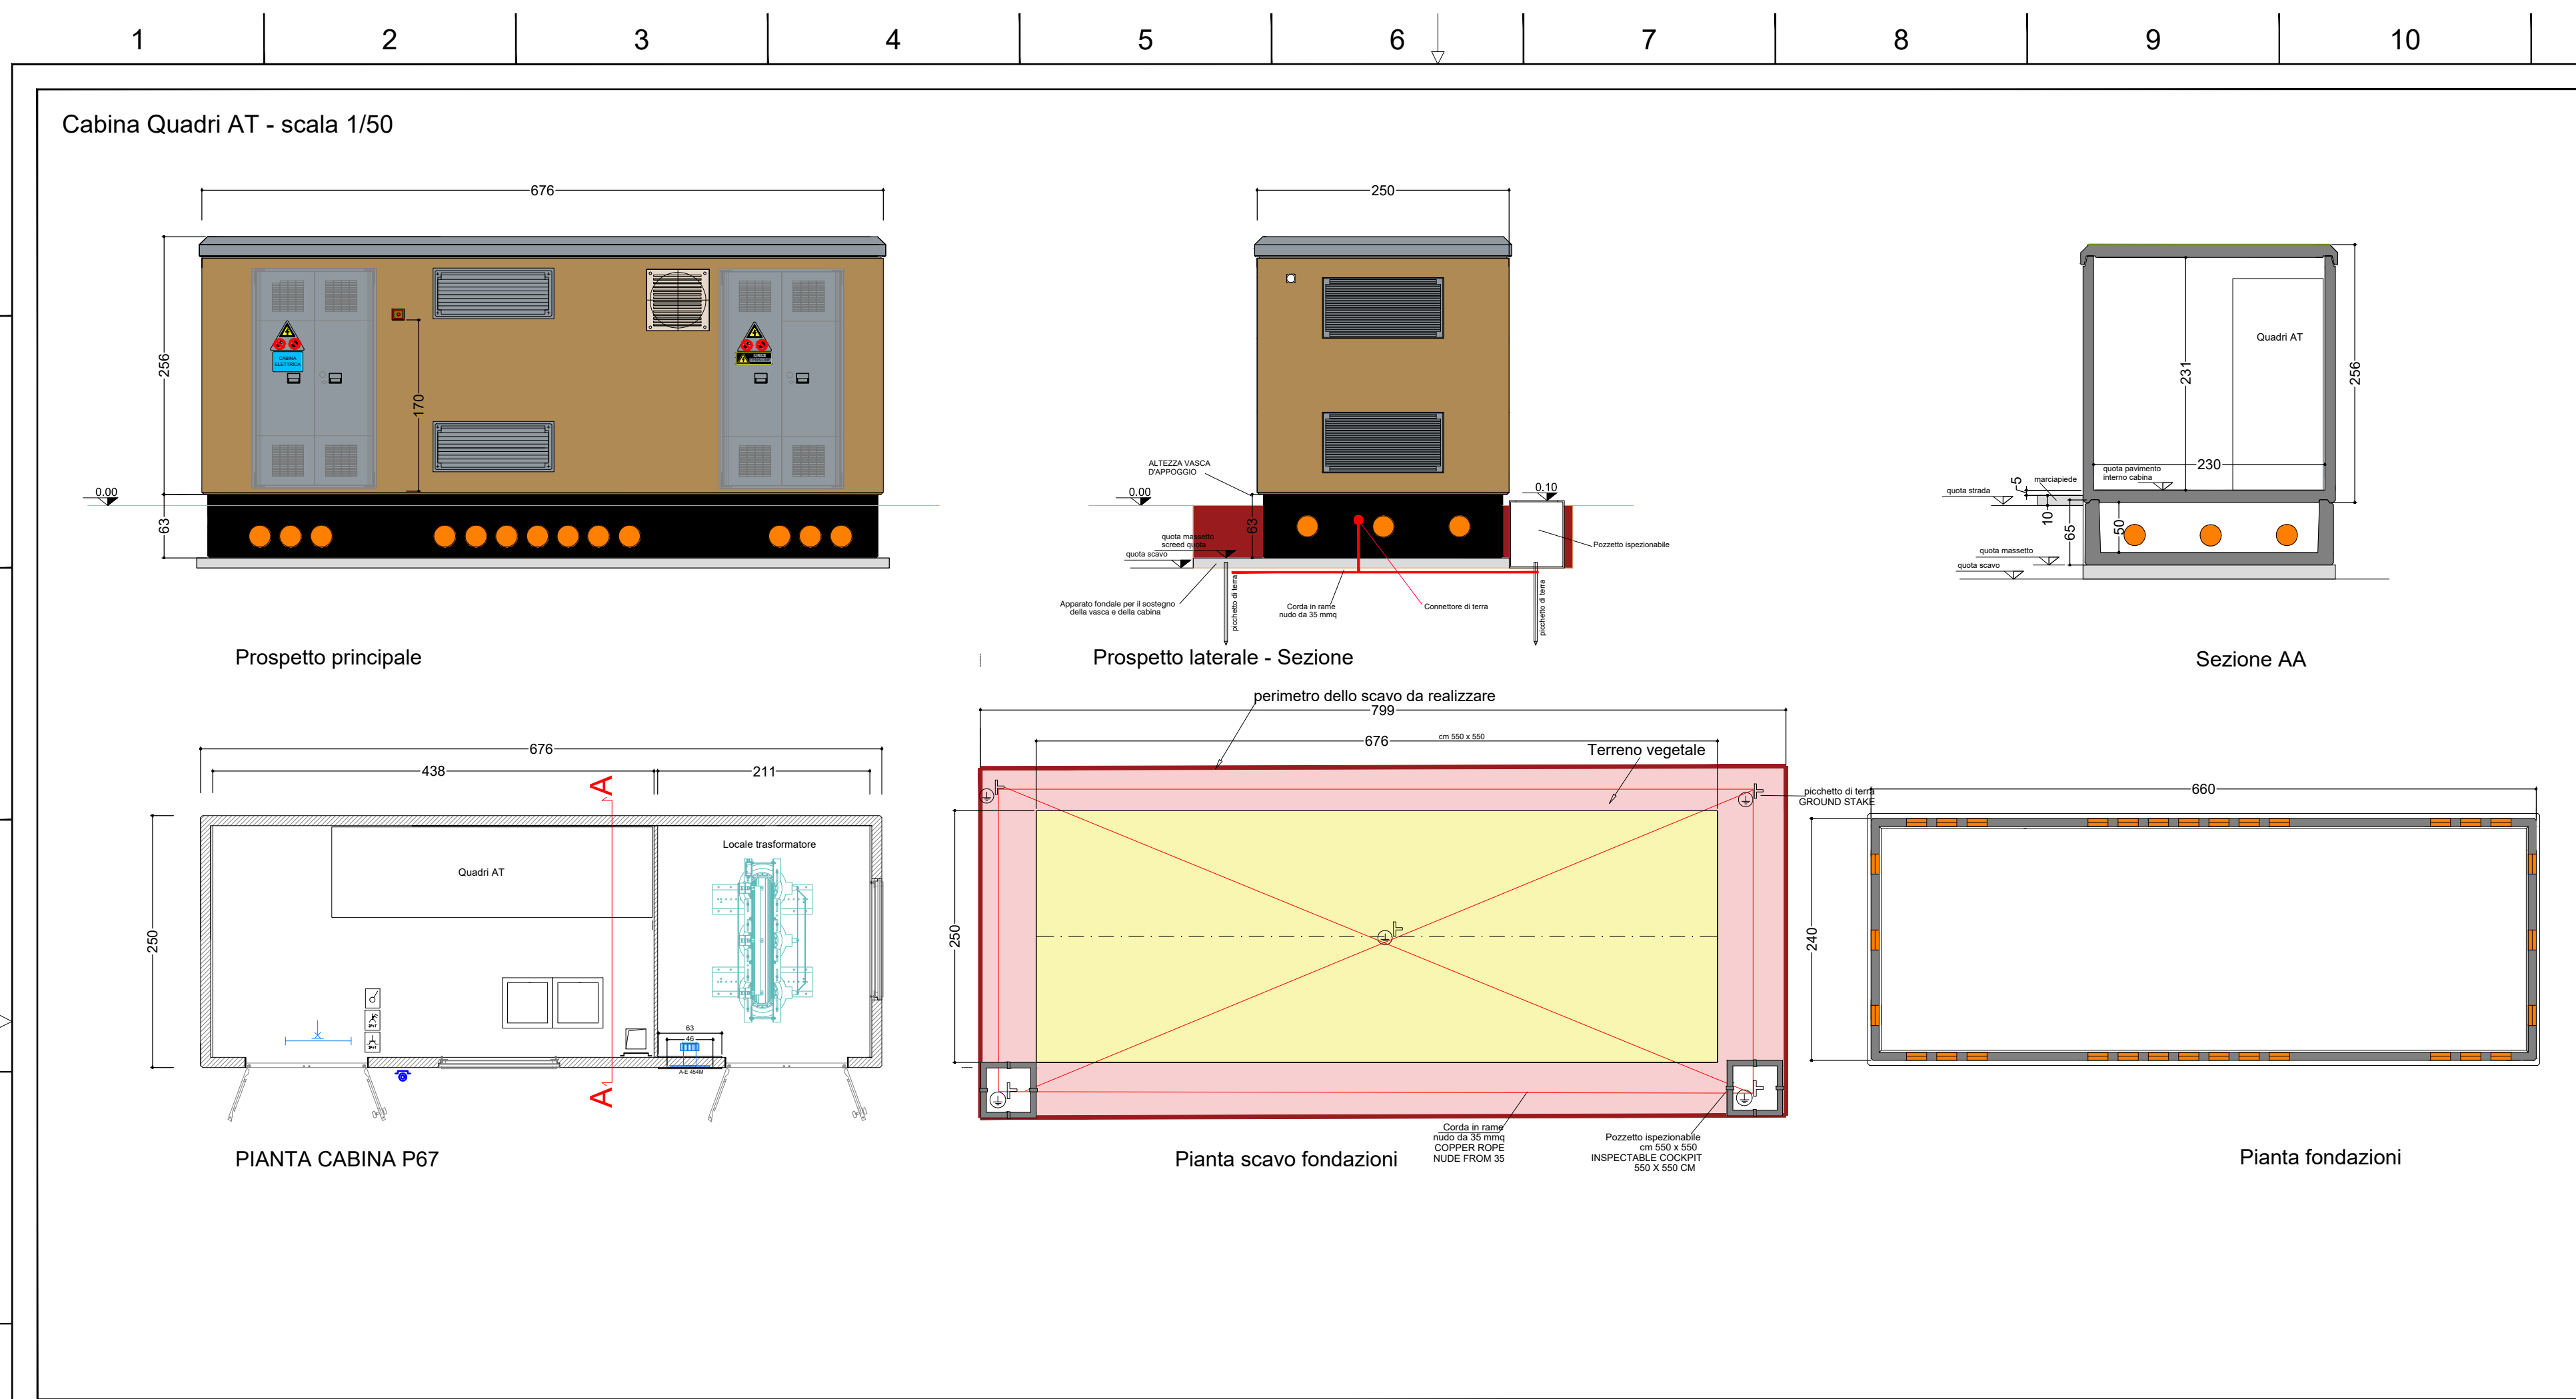 1 2 3 4 5 6 7 8 9 10
Cabina Quadri AT - scala 1/50
676
256
63
0.00
170
CABINA
ELETTRICA
Prospetto principale
250
ALTEZZA VASCA
D'APPOGGIO
0.00
0.10
63
quota massetto
screed quota
quota scavo
Pozzetto ispezionabile
picchetto di terra
picchetto di terra
Apparato fondale per il sostegno
della vasca e della cabina
Corda in rame
nudo da 35 mmq
Connettore di terra
Prospetto laterale - Sezione
Quadri AT
231
256
230
quota pavimento
interno cabina
5
marciapiede
quota strada
10
65
50
quota massetto
quota scavo
Sezione AA
676
438
211
A
Locale trasformatore
Quadri AT
250
63
46
A-E 454M
A
PIANTA CABINA P67
perimetro dello scavo da realizzare
799
676
cm 550 x 550
Terreno vegetale
picchetto di terra
GROUND STAKE
250
Corda in rame
nudo da 35 mmq
COPPER ROPE
NUDE FROM 35
Pozzetto ispezionabile
cm 550 x 550
INSPECTABLE COCKPIT
550 X 550 CM
Pianta scavo fondazioni
660
240
Pianta fondazioni